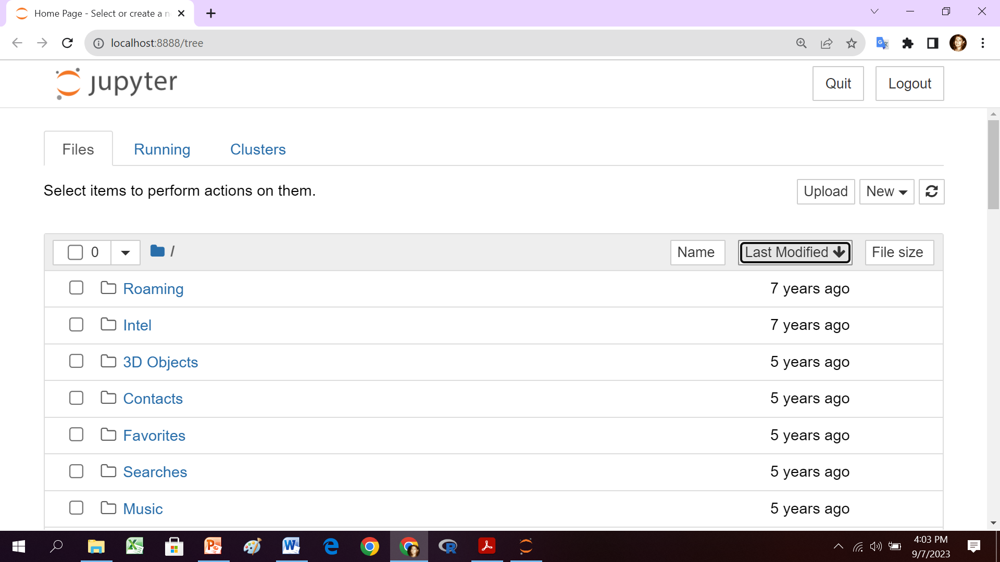 Home Page - Select or create a n
localhost:8888/tree
jupyter
Quit
Logout
Files
Running
Clusters
Select items to perform actions on them.
Upload
New
0
/
Name
Last Modified
File size
Roaming
7 years ago
Intel
7 years ago
3D Objects
5 years ago
Contacts
5 years ago
Favorites
5 years ago
Searches
5 years ago
Music
5 years ago
4:03 PM
9/7/2023